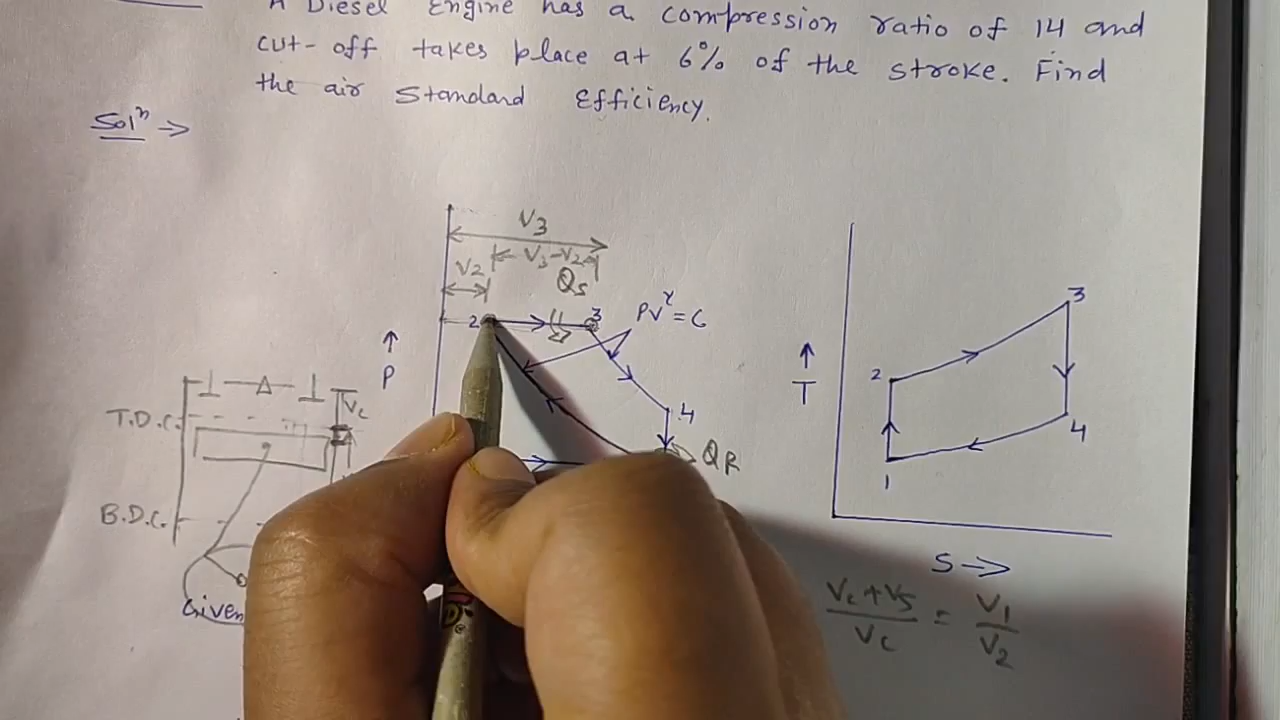 A Diesel Engine has a compression ratio of 14 and
cut-off takes place at 6% of the stroke. Find
the air standard Efficiency.
Solⁿ →
V3
V3-V2
V2
Qs
2
3
PVᵞ = C
↑
P
4
QR
T.D.C.
Vc
B.D.C.
Given
↑
T
3
2
4
1
S →
Vc + Vs / Vc = V1 / V2